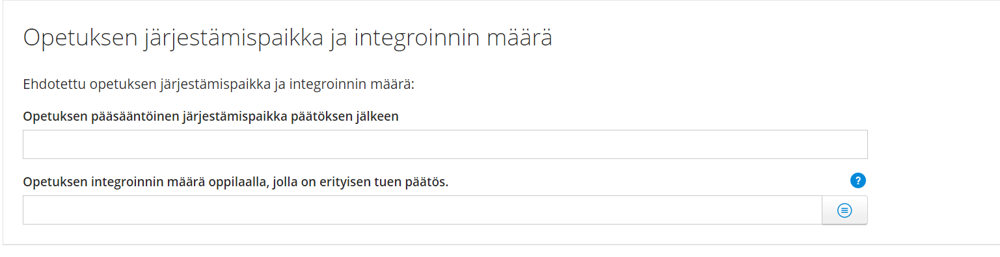 Opetuksen järjestämispaikka ja integroinnin määrä
Ehdotettu opetuksen järjestämispaikka ja integroinnin määrä:
Opetuksen pääsääntöinen järjestämispaikka päätöksen jälkeen
Opetuksen integroinnin määrä oppilaalla, jolla on erityisen tuen päätös.
?